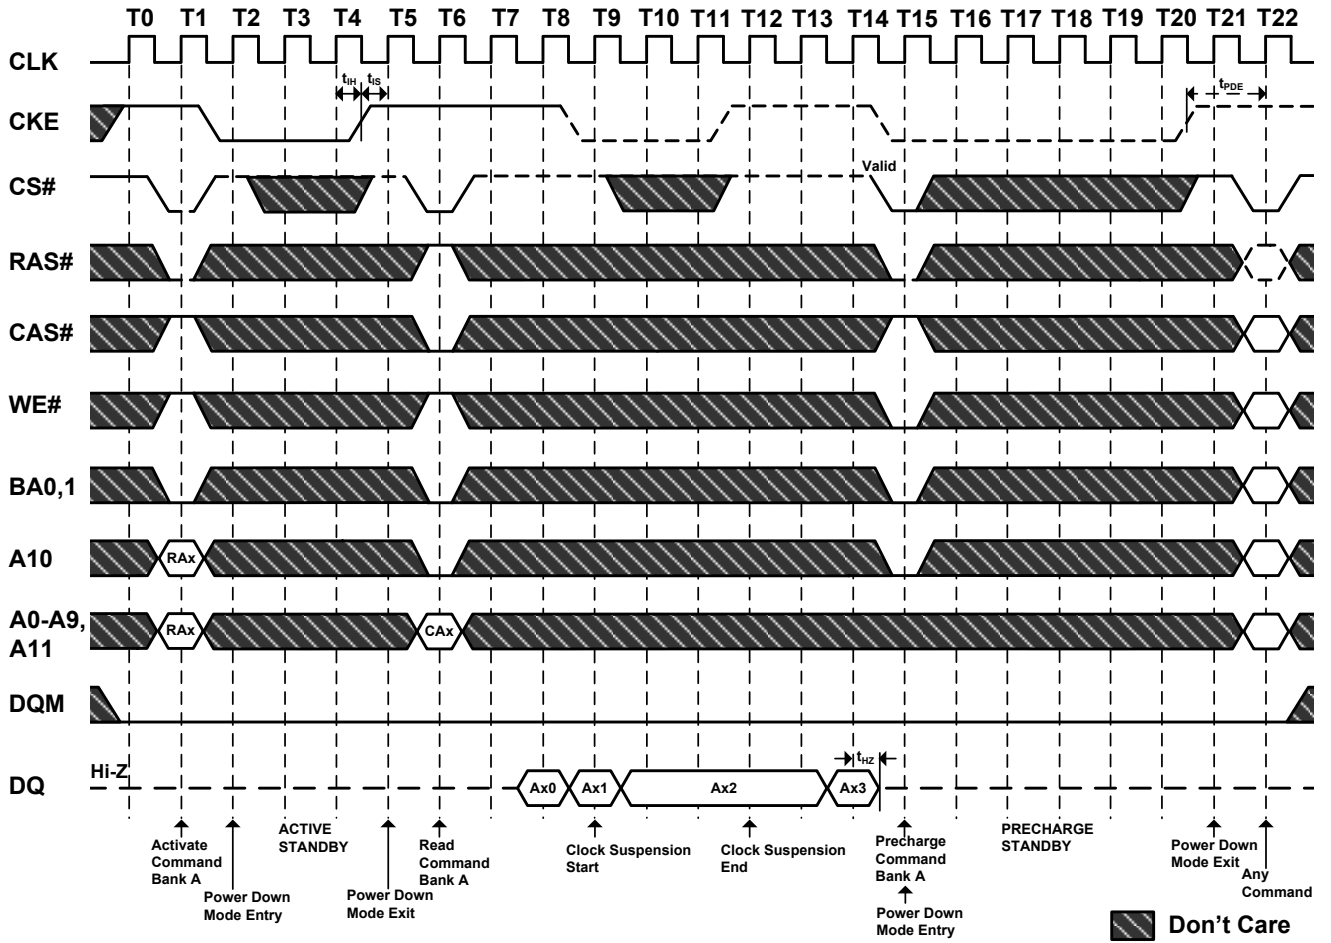 T0 T1 T2 T3 T4 T5 T6 T7 T8 T9 T10 T11 T12 T13 T14 T15 T16 T17 T18 T19 T20 T21 T22
CLK
tIH tIS
tPDE
CKE
Valid
CS#
RAS#
CAS#
WE#
BA0,1
A10
RAx
A0-A9,
A11
RAx
CAx
DQM
Hi-Z
tHZ
DQ
Ax0
Ax1
Ax2
Ax3
Activate
Command
Bank A
Power Down
Mode Entry
ACTIVE
STANDBY
Power Down
Mode Exit
Read
Command
Bank A
Clock Suspension
Start
Clock Suspension
End
Precharge
Command
Bank A
Power Down
Mode Entry
PRECHARGE
STANDBY
Power Down
Mode Exit
Any
Command
Don't Care